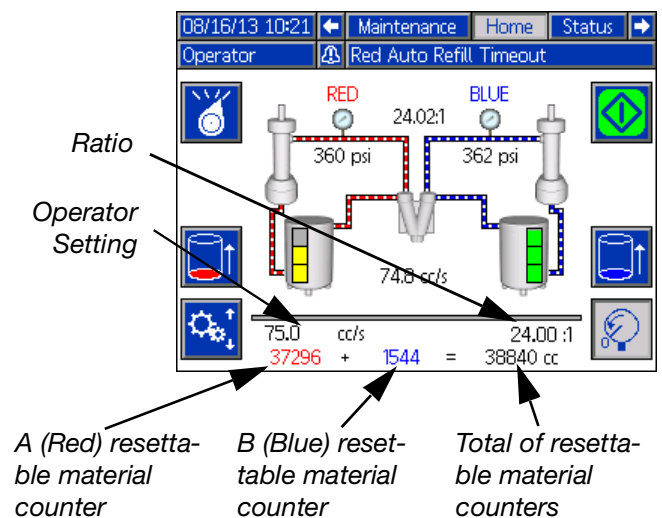 08/16/13 10:21 Maintenance Home Status
Operator Red Auto Refill Timeout
RED BLUE
24.02:1
360 psi 362 psi
Ratio
Operator
Setting
74.8 cc/s
75.0 cc/s 24.00 :1
37296 + 1544 = 38840 cc
A (Red) resetta-
ble material
counter
B (Blue) reset-
table material
counter
Total of resetta-
ble material
counters